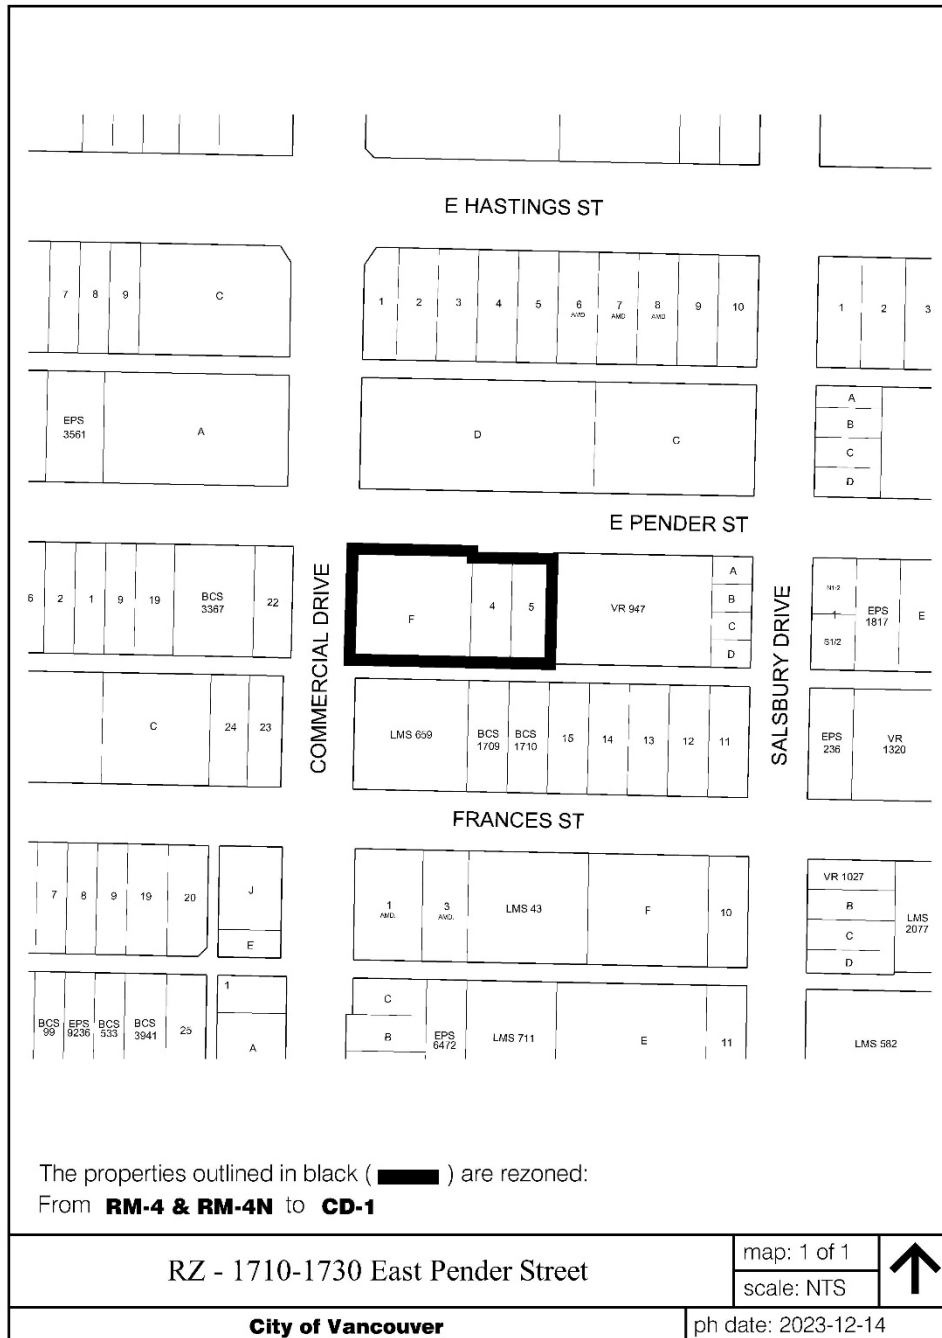 E HASTINGS ST
7 8 9 C
1 2 3 4 5 6 AMD 7 AMD 8 AMD 9 10
1 2 3
EPS 3561 A
D C
A
B
C
D
E PENDER ST
6 2 1 9 19 BCS 3367 22
COMMERCIAL DRIVE
F 4 5 VR 947
A
B
C
D
SALSBURY DRIVE
N1-2
1
S1/2
EPS 1817 E
C 24 23
LMS 659 BCS 1709 BCS 1710 15 14 13 12 11
EPS 236 VR 1320
FRANCES ST
7 8 9 19 20
J
E
1 AMD. 3 AMD. LMS 43 F 10
VR 1027
B
C
D
LMS 2077
BCS 99 EPS 9236 BCS 533 BCS 3941 25
1
A
C
B
EPS 6472 LMS 711 E 11
LMS 582
The properties outlined in black ( ) are rezoned:
From RM-4 & RM-4N to CD-1
RZ - 1710-1730 East Pender Street
map: 1 of 1
scale: NTS
City of Vancouver
ph date: 2023-12-14